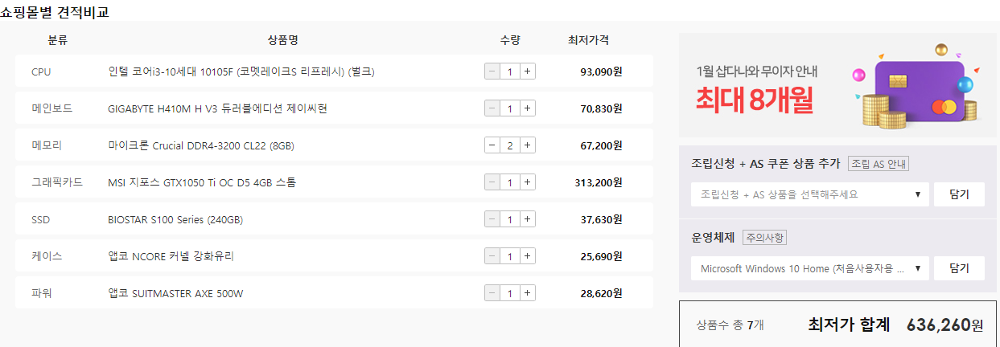 쇼핑몰별 견적비교
분류 상품명 수량 최저가격
CPU 인텔 코어i3-10세대 10105F (코멧레이크S 리프레시) (벌크) − 1 + 93,090원
메인보드 GIGABYTE H410M H V3 듀러블에디션 제이씨현 − 1 + 70,830원
메모리 마이크론 Crucial DDR4-3200 CL22 (8GB) − 2 + 67,200원
그래픽카드 MSI 지포스 GTX1050 Ti OC D5 4GB 스톰 − 1 + 313,200원
SSD BIOSTAR S100 Series (240GB) − 1 + 37,630원
케이스 앱코 NCORE 커넬 강화유리 − 1 + 25,690원
파워 앱코 SUITMASTER AXE 500W − 1 + 28,620원
1월 샵다나와 무이자 안내
최대 8개월
조립신청 + AS 쿠폰 상품 추가 조립 AS 안내
조립신청 + AS 상품을 선택해주세요 ▼ 담기
운영체제 주의사항
Microsoft Windows 10 Home (처음사용자용 ... ▼ 담기
상품수 총 7개 최저가 합계 636,260원